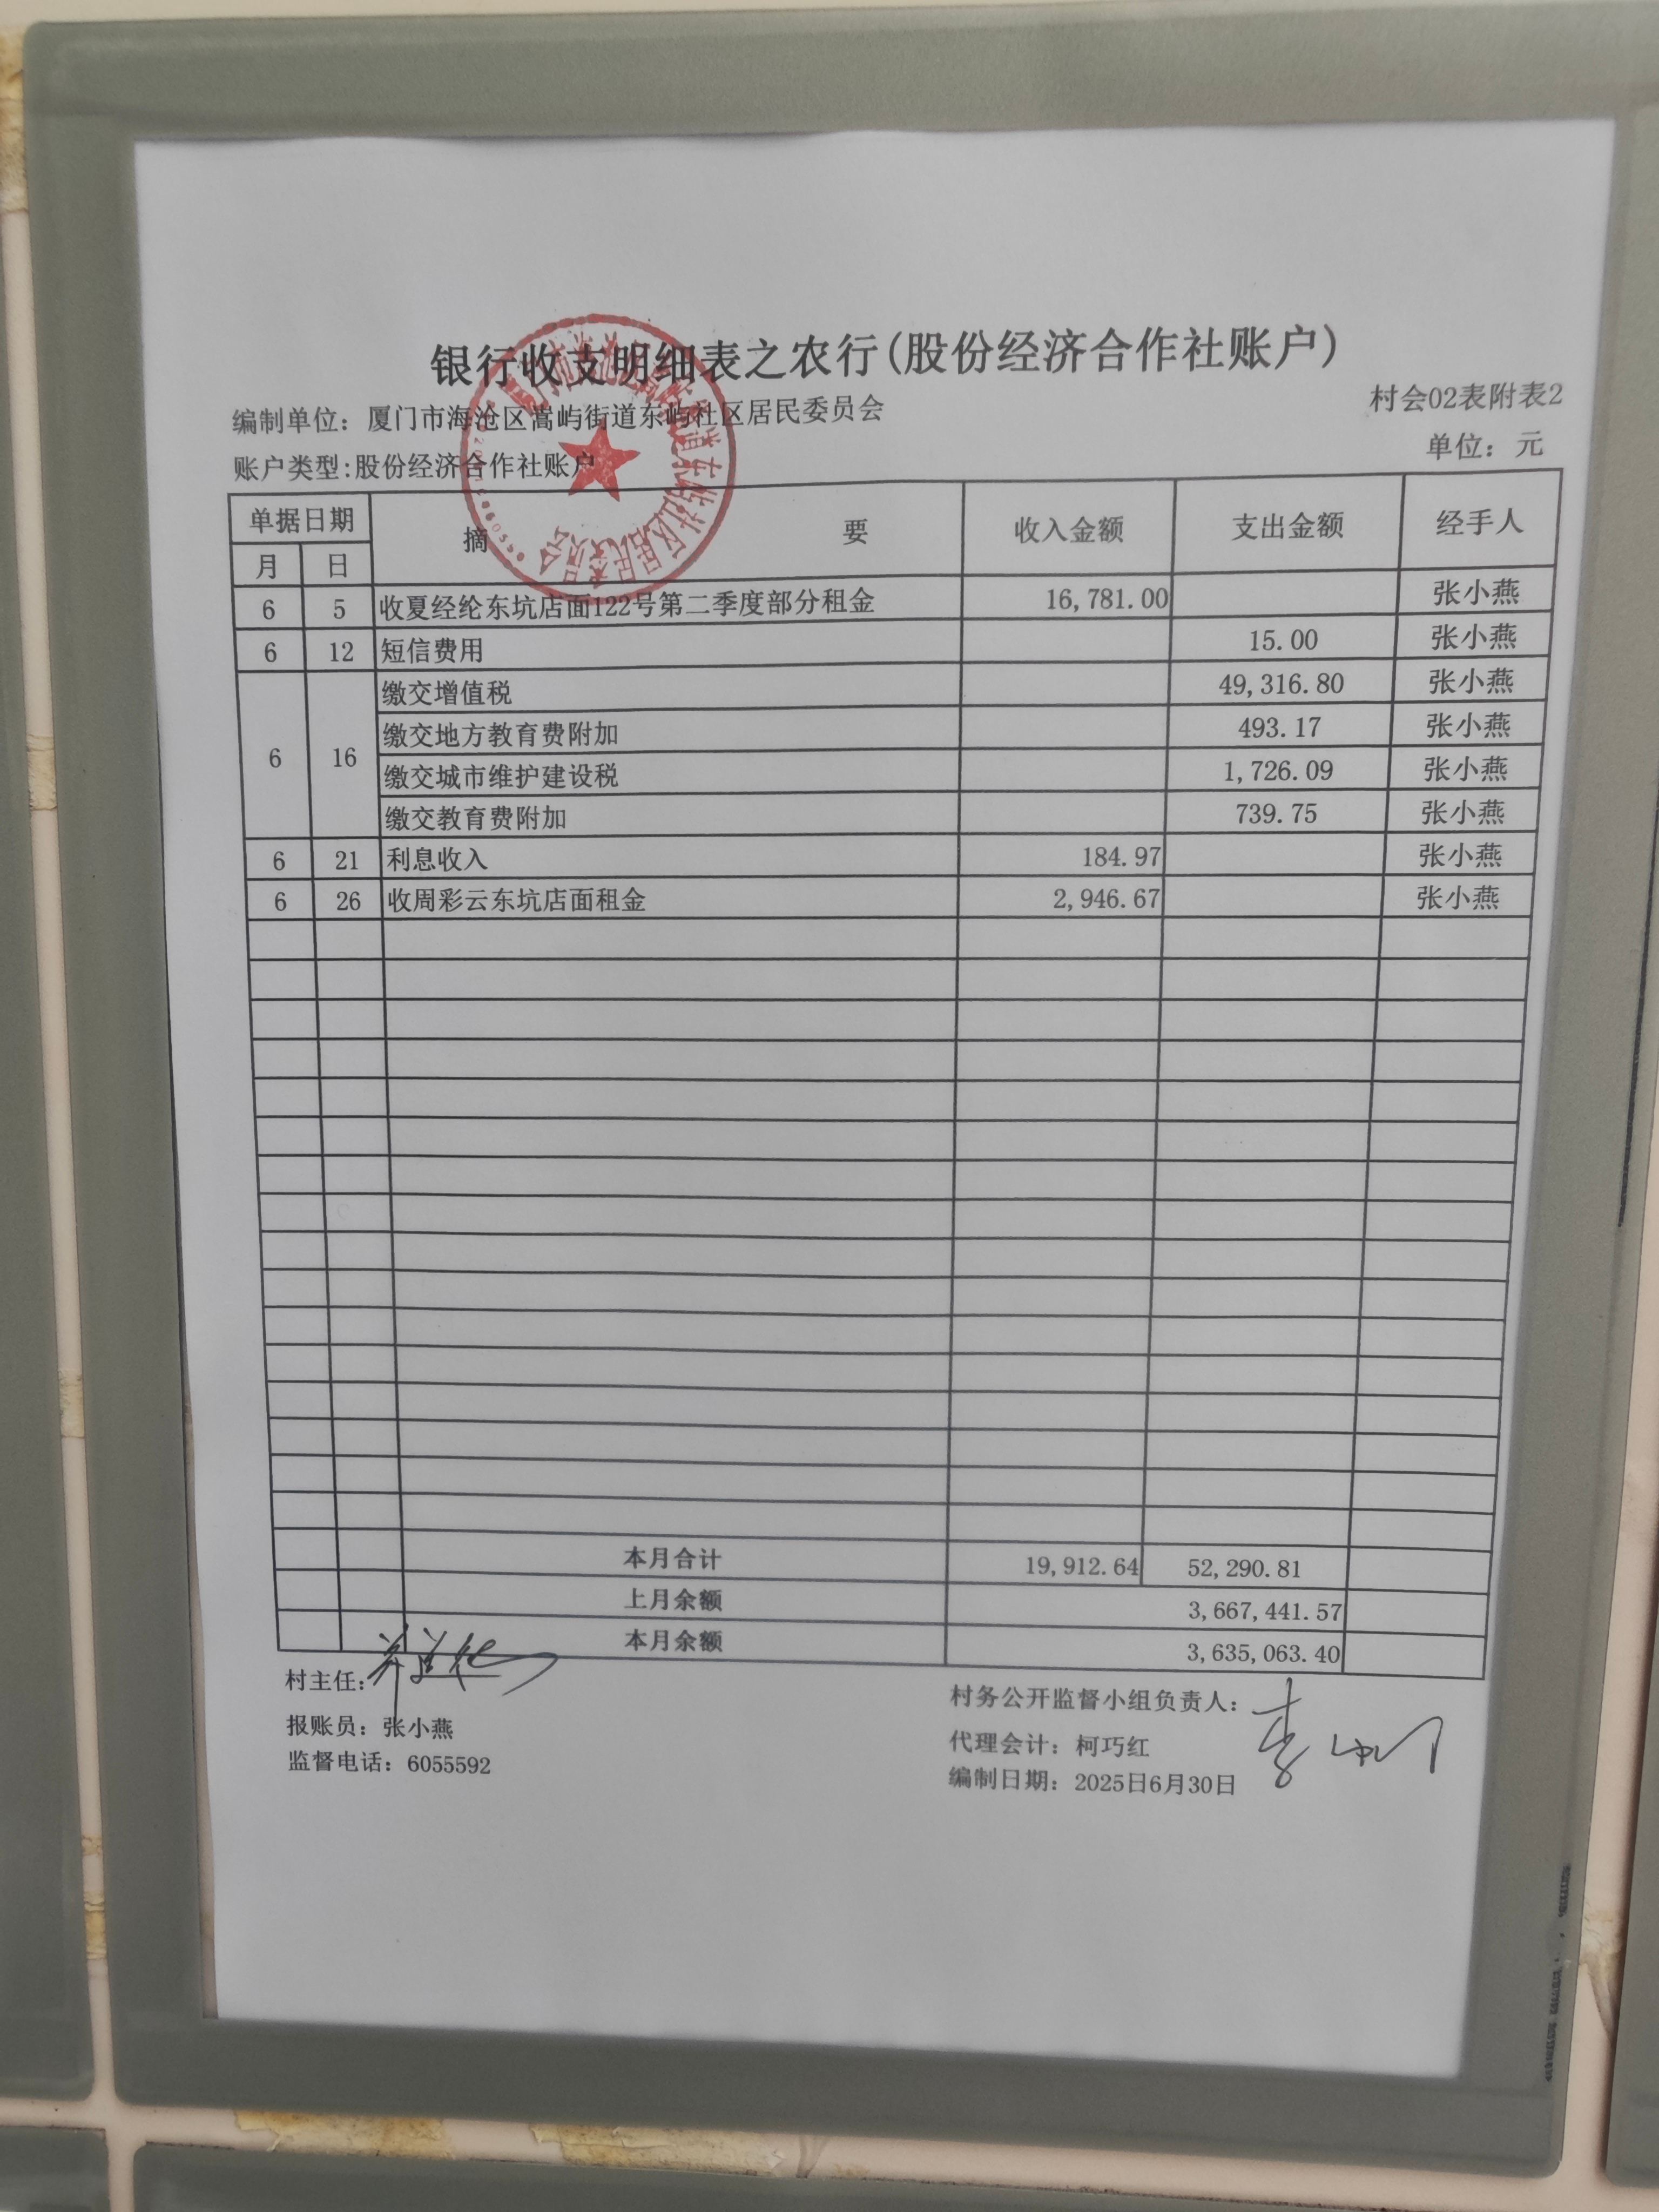 银行收支明细表之农行(股份经济合作社账户)
村会02表附表2
编制单位：厦门市海沧区嵩屿街道东屿社区居民委员会
单位：元
账户类型:股份经济合作社账户
单据日期 摘 要 收入金额 支出金额 经手人
月 日
6 5 收夏经纶东坑店面122号第二季度部分租金 16,781.00 张小燕
6 12 短信费用 15.00 张小燕
6 16 缴交增值税 49,316.80 张小燕
缴交地方教育费附加 493.17 张小燕
缴交城市维护建设税 1,726.09 张小燕
缴交教育费附加 739.75 张小燕
6 21 利息收入 184.97 张小燕
6 26 收周彩云东坑店面租金 2,946.67 张小燕
本月合计 19,912.64 52,290.81
上月余额 3,667,441.57
本月余额 3,635,063.40
村主任:
村务公开监督小组负责人：
报账员：张小燕
代理会计：柯巧红
监督电话：6055592
编制日期：2025日6月30日